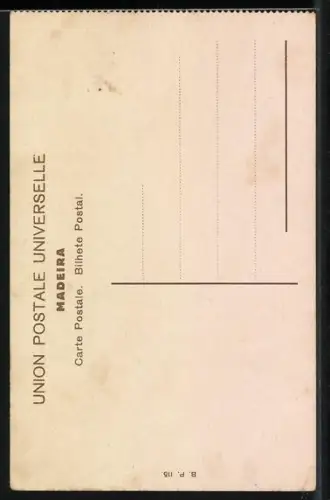 UNION POSTALE UNIVERSELLE
MADEIRA
Carte Postale. Bilhete Postal.
B. P. 115